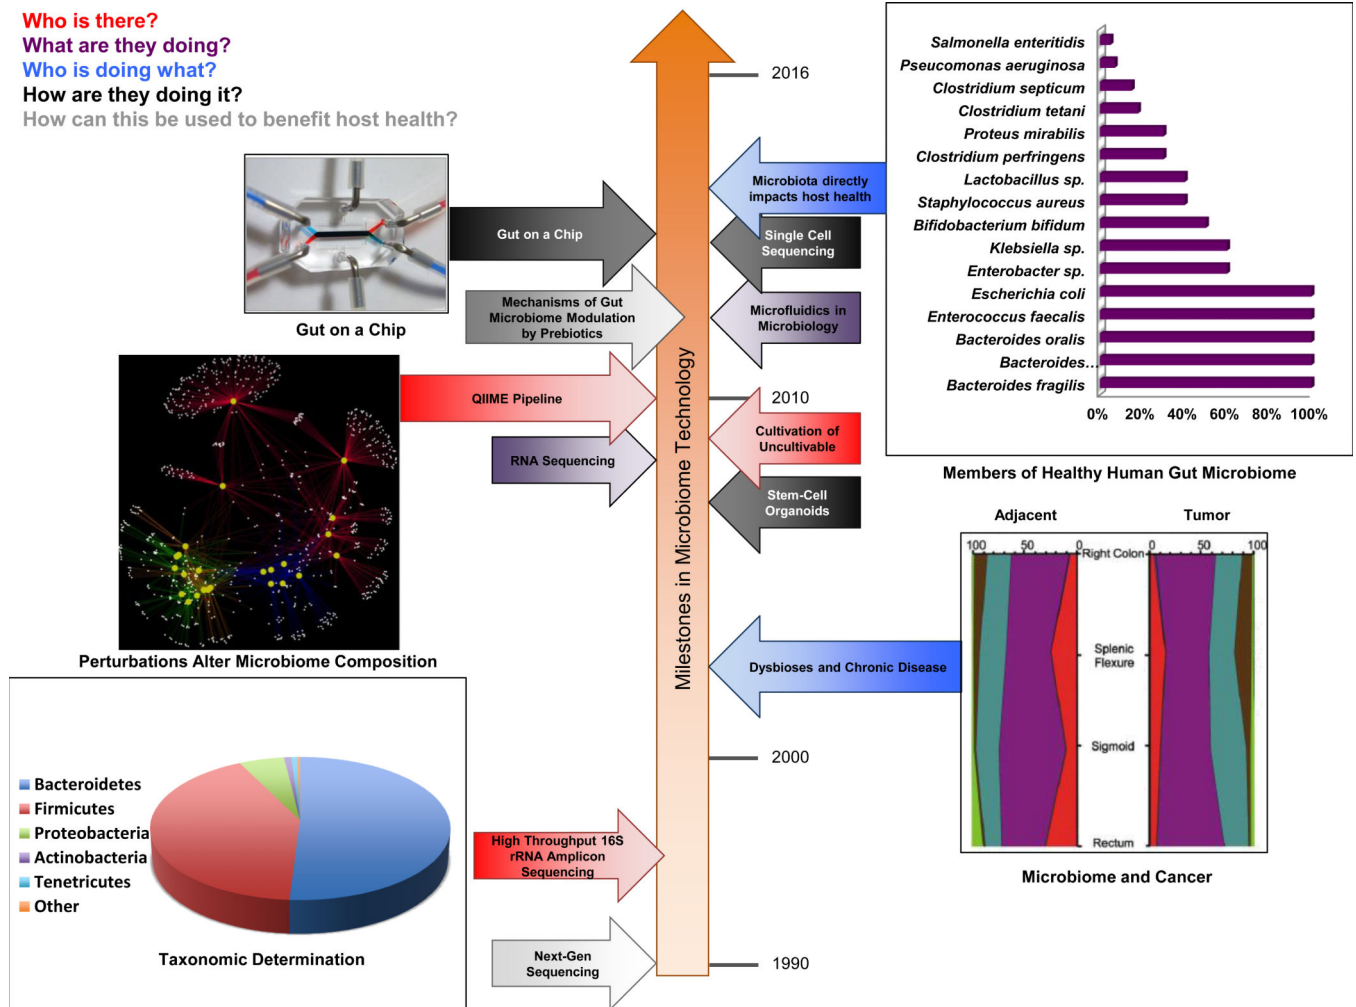 Who is there?
What are they doing?
Who is doing what?
How are they doing it?
How can this be used to benefit host health?
Gut on a Chip
Gut on a Chip
Mechanisms of Gut
Microbiome Modulation
by Prebiotics
QIIME Pipeline
RNA Sequencing
Perturbations Alter Microbiome Composition
Bacteroidetes
Firmicutes
Proteobacteria
Actinobacteria
Tenetricutes
Other
Taxonomic Determination
High Throughput 16S
rRNA Amplicon
Sequencing
Next-Gen
Sequencing
Milestones in Microbiome Technology
2016
2010
2000
1990
Microbiota directly
impacts host health
Single Cell
Sequencing
Microfluidics in
Microbiology
Cultivation of
Uncultivable
Stem-Cell
Organoids
Dysbioses and Chronic Disease
Salmonella enteritidis
Pseucomonas aeruginosa
Clostridium septicum
Clostridium tetani
Proteus mirabilis
Clostridium perfringens
Lactobacillus sp.
Staphylococcus aureus
Bifidobacterium bifidum
Klebsiella sp.
Enterobacter sp.
Escherichia coli
Enterococcus faecalis
Bacteroides oralis
Bacteroides…
Bacteroides fragilis
0% 20% 40% 60% 80% 100%
Members of Healthy Human Gut Microbiome
Adjacent Tumor
100 50 0 0 50 100
Right Colon
Splenic
Flexure
Sigmoid
Rectum
Microbiome and Cancer